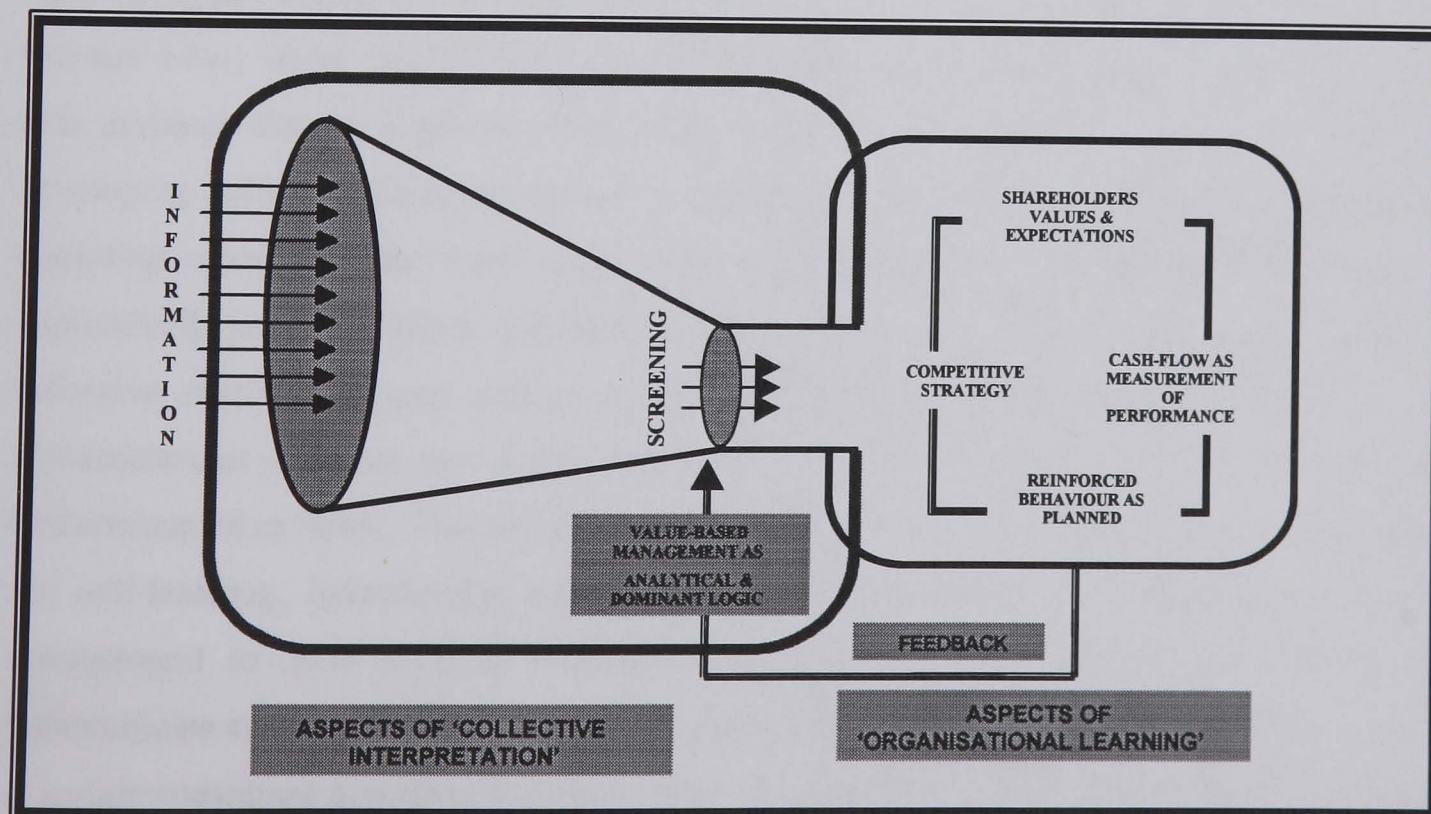 INFORMATION
SCREENING
SHAREHOLDERS
VALUES &
EXPECTATIONS
COMPETITIVE
STRATEGY
CASH-FLOW AS
MEASUREMENT
OF
PERFORMANCE
REINFORCED
BEHAVIOUR AS
PLANNED
VALUE-BASED
MANAGEMENT AS
ANALYTICAL &
DOMINANT LOGIC
FEEDBACK
ASPECTS OF 'COLLECTIVE
INTERPRETATION'
ASPECTS OF
'ORGANISATIONAL LEARNING'